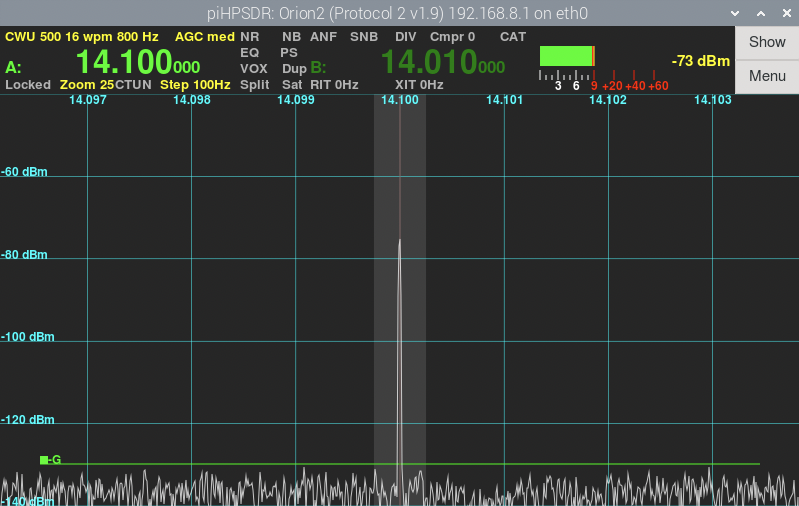 piHPSDR: Orion2 (Protocol 2 v1.9) 192.168.8.1 on eth0
CWU 500 16 wpm 800 Hz AGC med NR NB ANF SNB DIV Cmpr 0 CAT
EQ PS
A: 14.100000 VOX Dup B: 14.010000
Locked Zoom 25 CTUN Step 100Hz Split Sat RIT 0Hz XIT 0Hz
-73 dBm
3 6 9 +20 +40 +60
Show
Menu
14.097 14.098 14.099 14.100 14.101 14.102 14.103
-60 dBm
-80 dBm
-100 dBm
-120 dBm
-G
-140 dBm